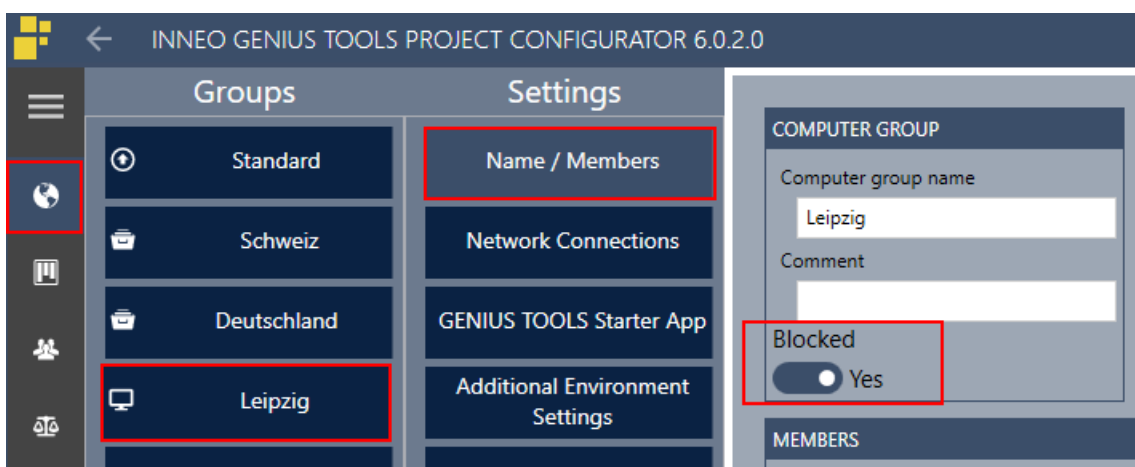 INNEO GENIUS TOOLS PROJECT CONFIGURATOR 6.0.2.0
Groups
Standard
Schweiz
Deutschland
Leipzig
Settings
Name / Members
Network Connections
GENIUS TOOLS Starter App
Additional Environment
Settings
COMPUTER GROUP
Computer group name
Leipzig
Comment
Blocked
Yes
MEMBERS